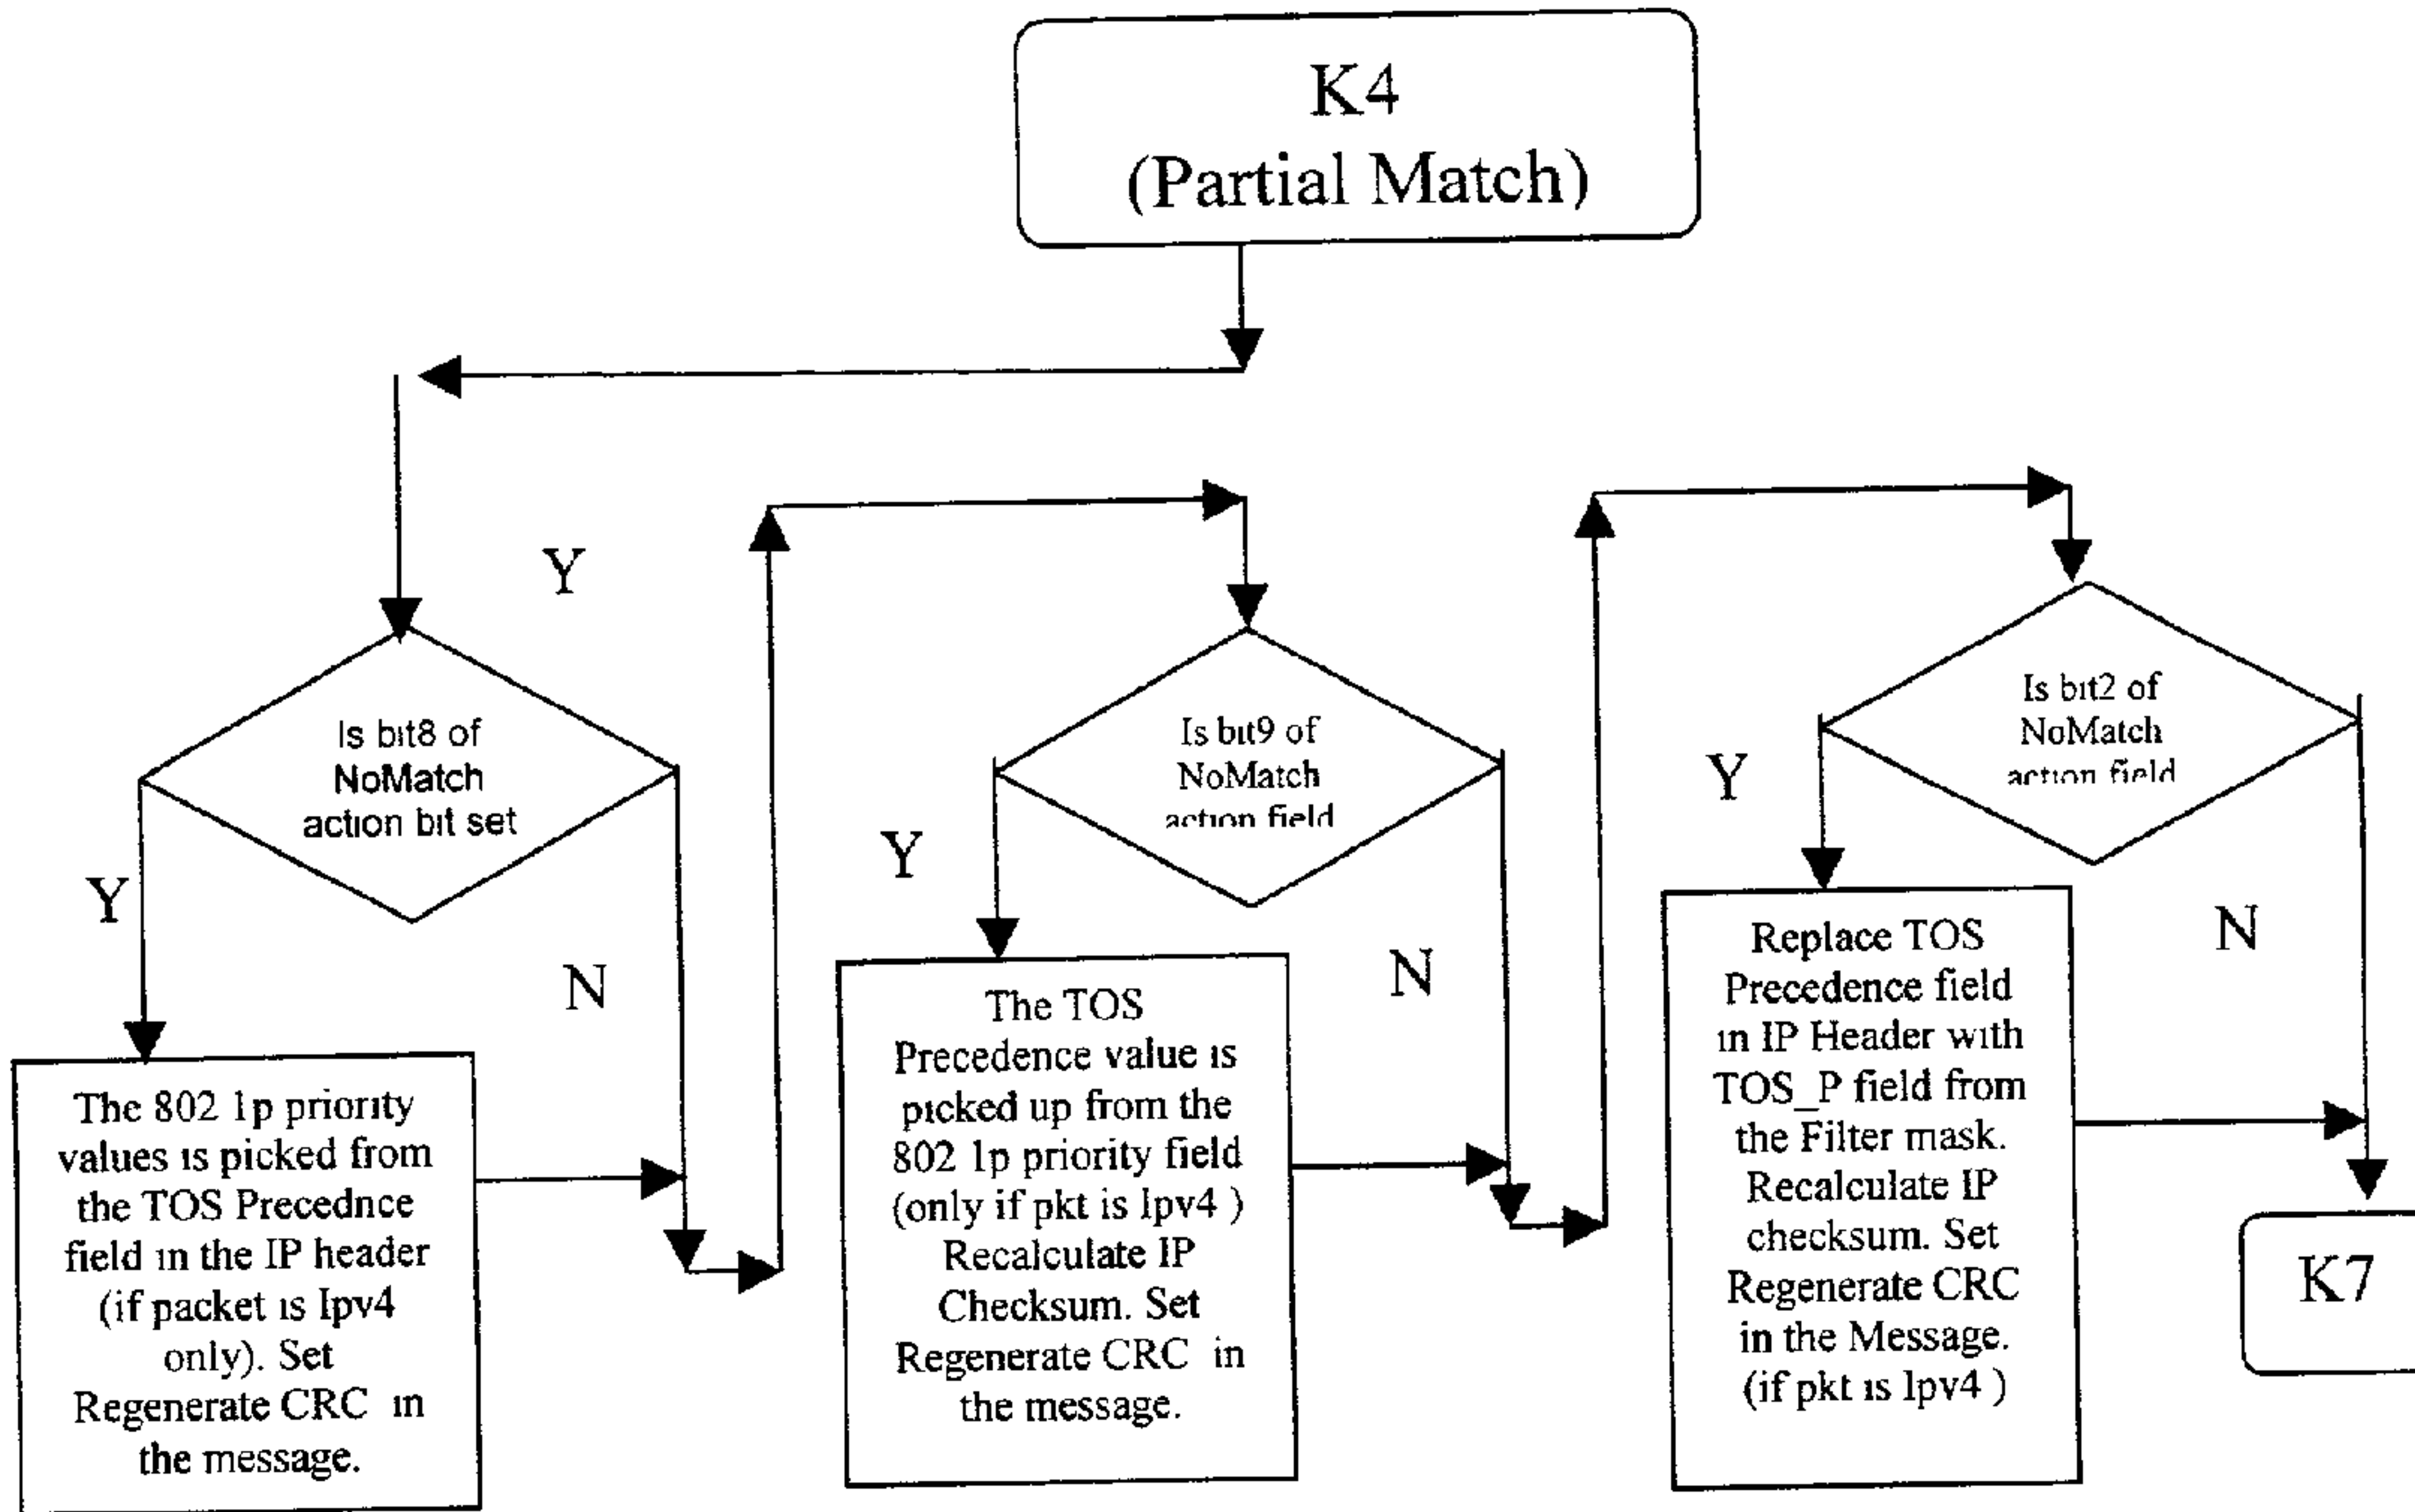 K4
(Partial Match)
Y
Is bit8 of
NoMatch
action bit set
Y
N
The 802 1p priority
values is picked from
the TOS Precednce
field in the IP header
(if packet is Ipv4
only). Set
Regenerate CRC in
the message.
Is bit9 of
NoMatch
action field
Y
N
The TOS
Precedence value is
picked up from the
802 1p priority field
(only if pkt is Ipv4 )
Recalculate IP
Checksum. Set
Regenerate CRC in
the message.
Is bit2 of
NoMatch
action field
Y
N
Replace TOS
Precedence field
in IP Header with
TOS_P field from
the Filter mask.
Recalculate IP
checksum. Set
Regenerate CRC
in the Message.
(if pkt is Ipv4 )
K7